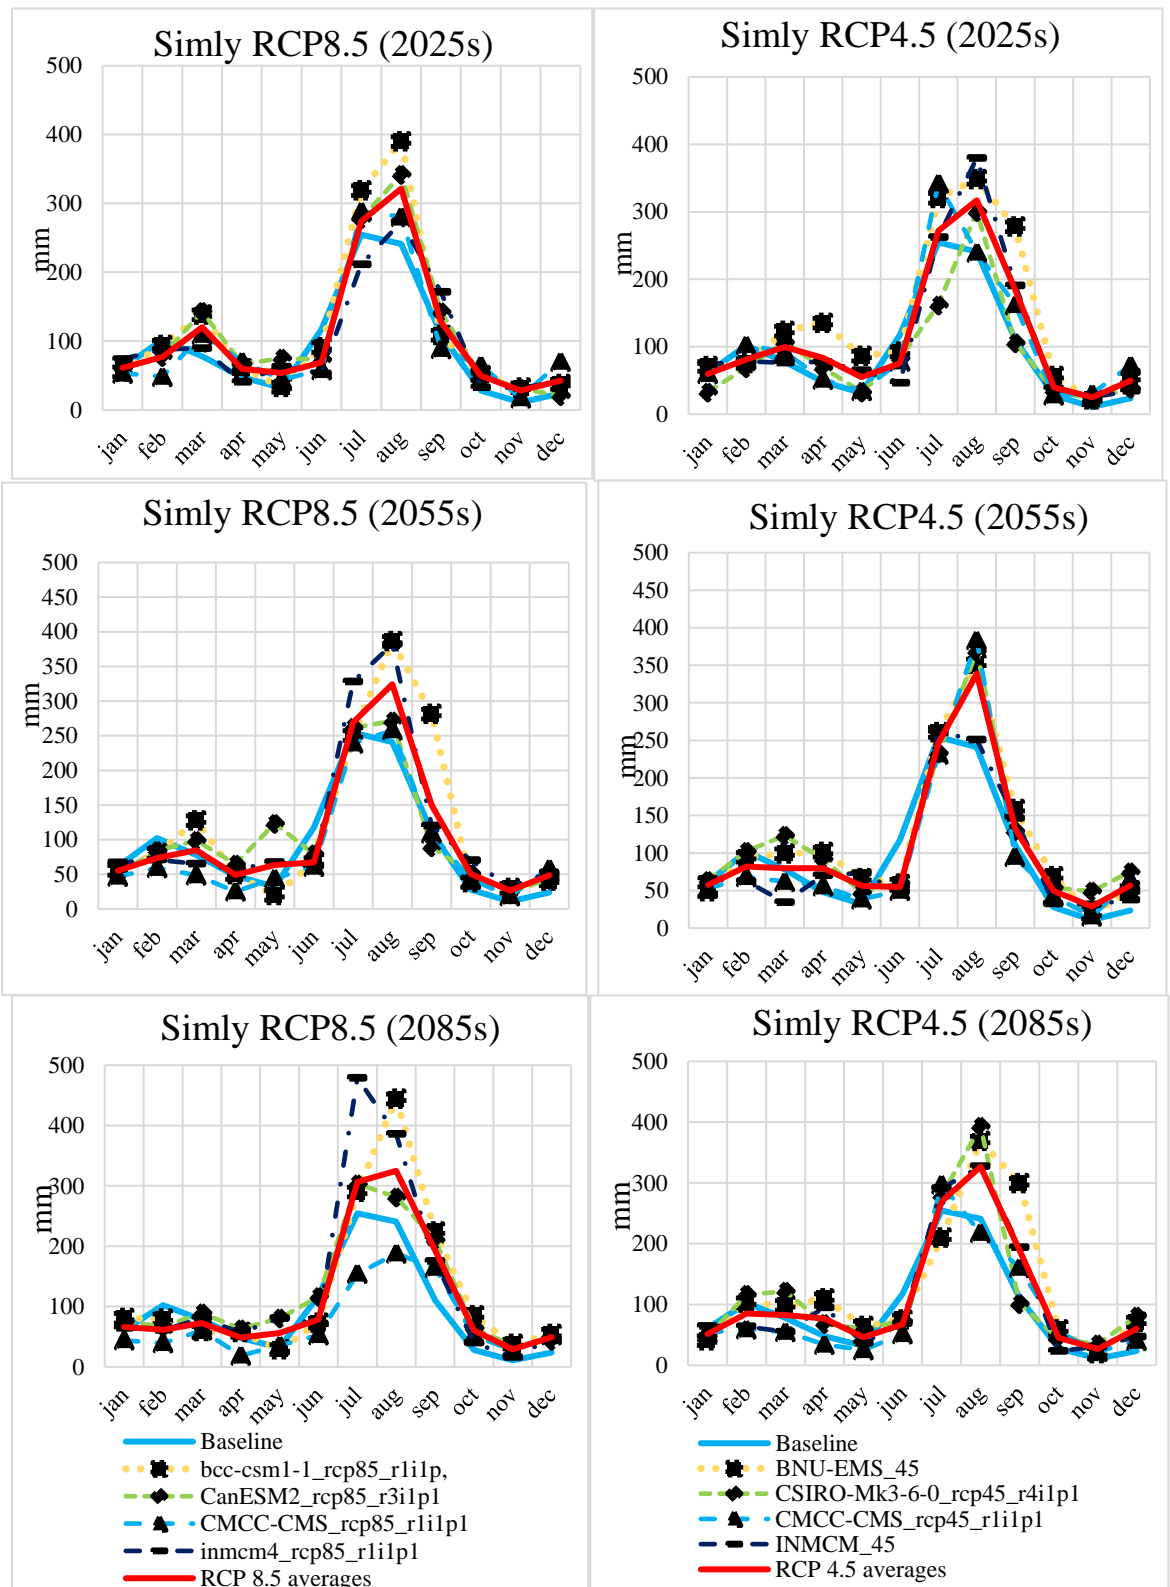 Simly RCP8.5 (2025s)
500
400
300
200
100
0
mm
jan feb mar apr may jun jul aug sep oct nov dec
Simly RCP4.5 (2025s)
500
400
300
200
100
0
mm
jan feb mar apr may jun jul aug sep oct nov dec
Simly RCP8.5 (2055s)
500
450
400
350
300
250
200
150
100
50
0
mm
jan feb mar apr may jun jul aug sep oct nov dec
Simly RCP4.5 (2055s)
500
450
400
350
300
250
200
150
100
50
0
mm
jan feb mar apr may jun jul aug sep oct nov dec
Simly RCP8.5 (2085s)
500
400
300
200
100
0
mm
jan feb mar apr may jun jul aug sep oct nov dec
Baseline
bcc-csm1-1_rcp85_r1i1p,
CanESM2_rcp85_r3i1p1
CMCC-CMS_rcp85_r1i1p1
inmcm4_rcp85_r1i1p1
RCP 8.5 averages
Simly RCP4.5 (2085s)
500
400
300
200
100
0
mm
jan feb mar apr may jun jul aug sep oct nov dec
Baseline
BNU-EMS_45
CSIRO-Mk3-6-0_rcp45_r4i1p1
CMCC-CMS_rcp45_r1i1p1
INMCM_45
RCP 4.5 averages